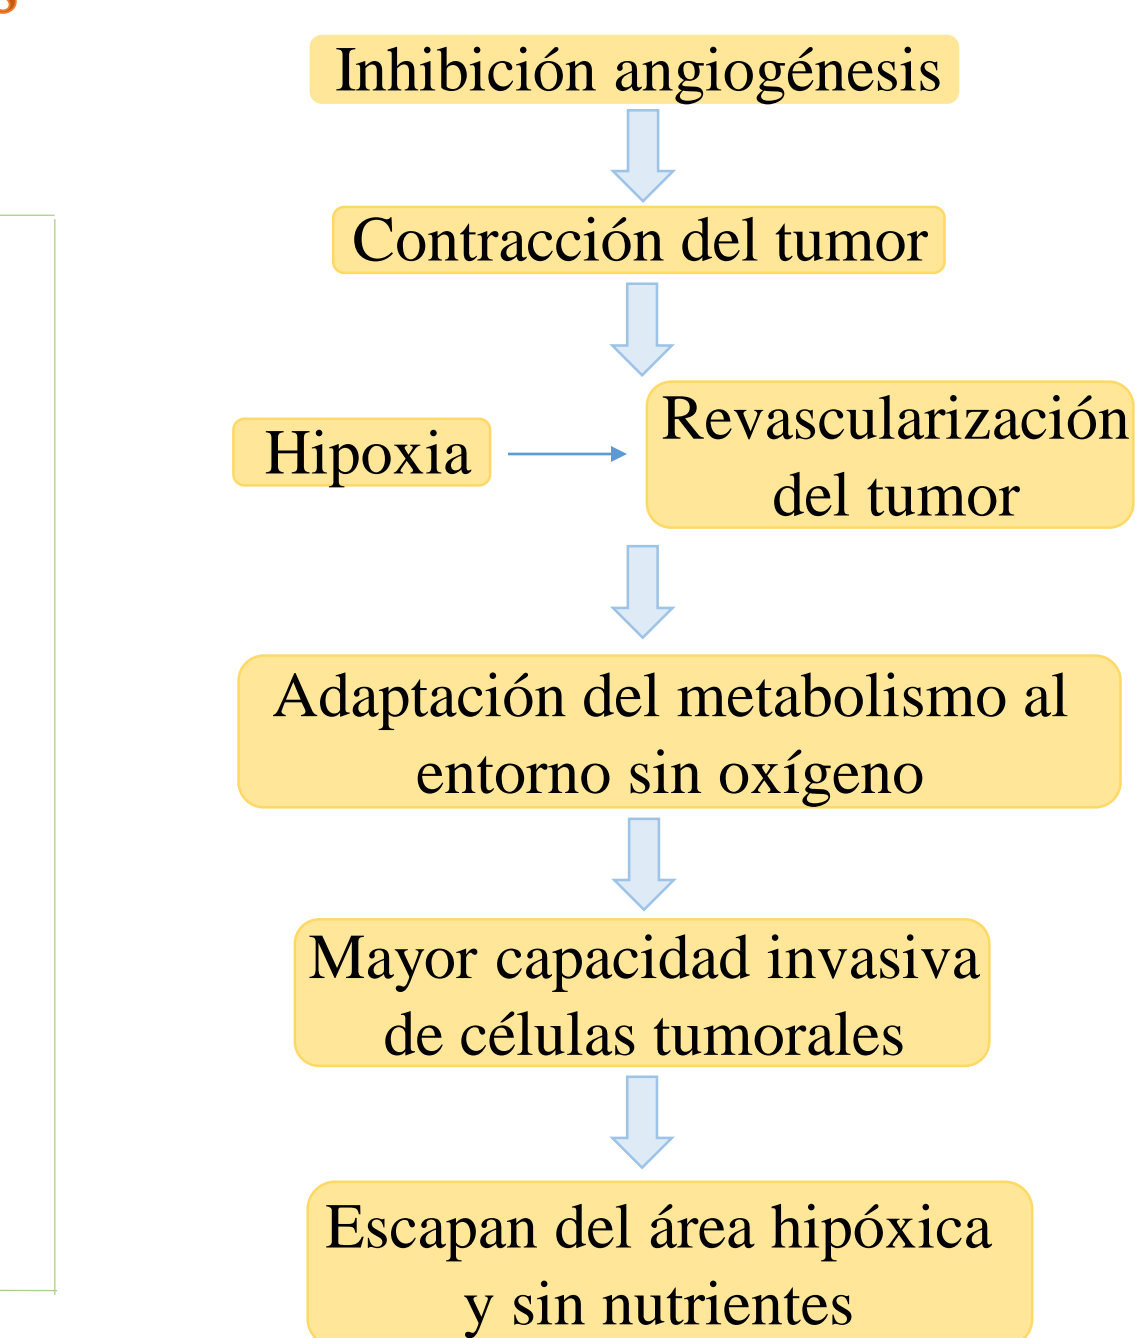 Inhibición angiogénesis
Contracción del tumor
Hipoxia
Revascularización
del tumor
Adaptación del metabolismo al
entorno sin oxígeno
Mayor capacidad invasiva
de células tumorales
Escapan del área hipóxica
y sin nutrientes